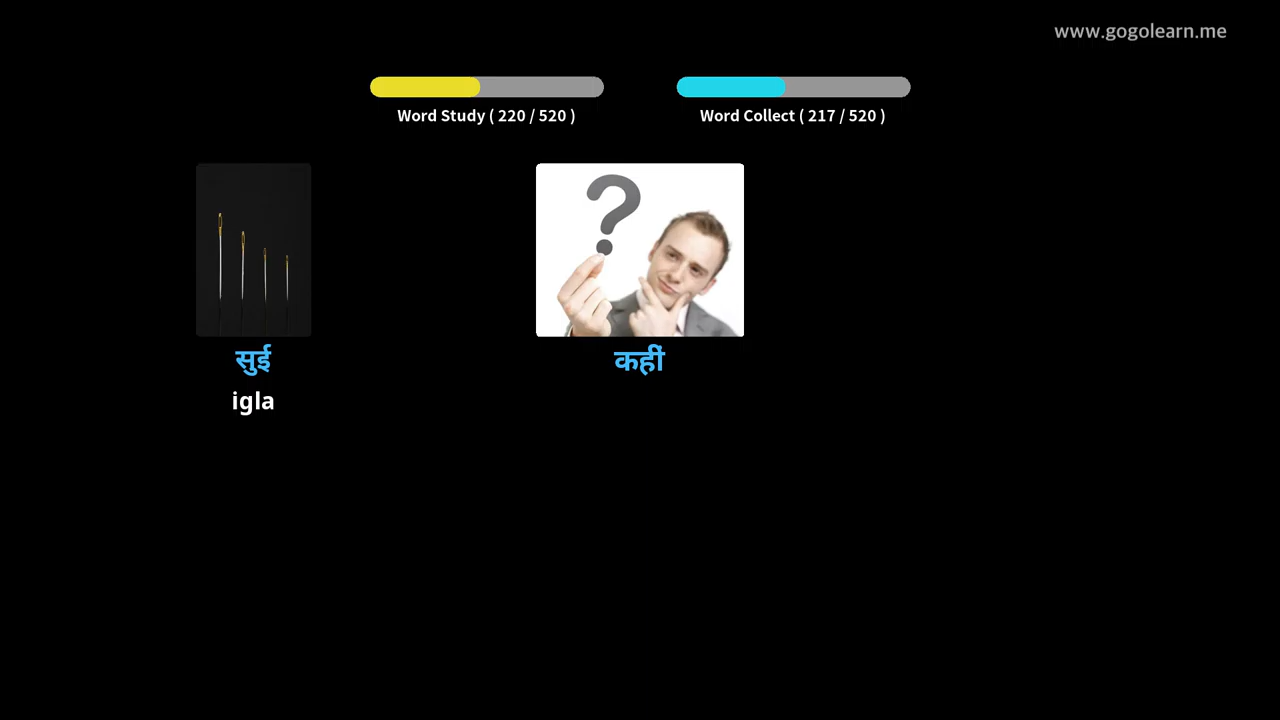 www.gogolearn.me
Word Study ( 220 / 520 )
Word Collect ( 217 / 520 )
सुई
कहीं
igla